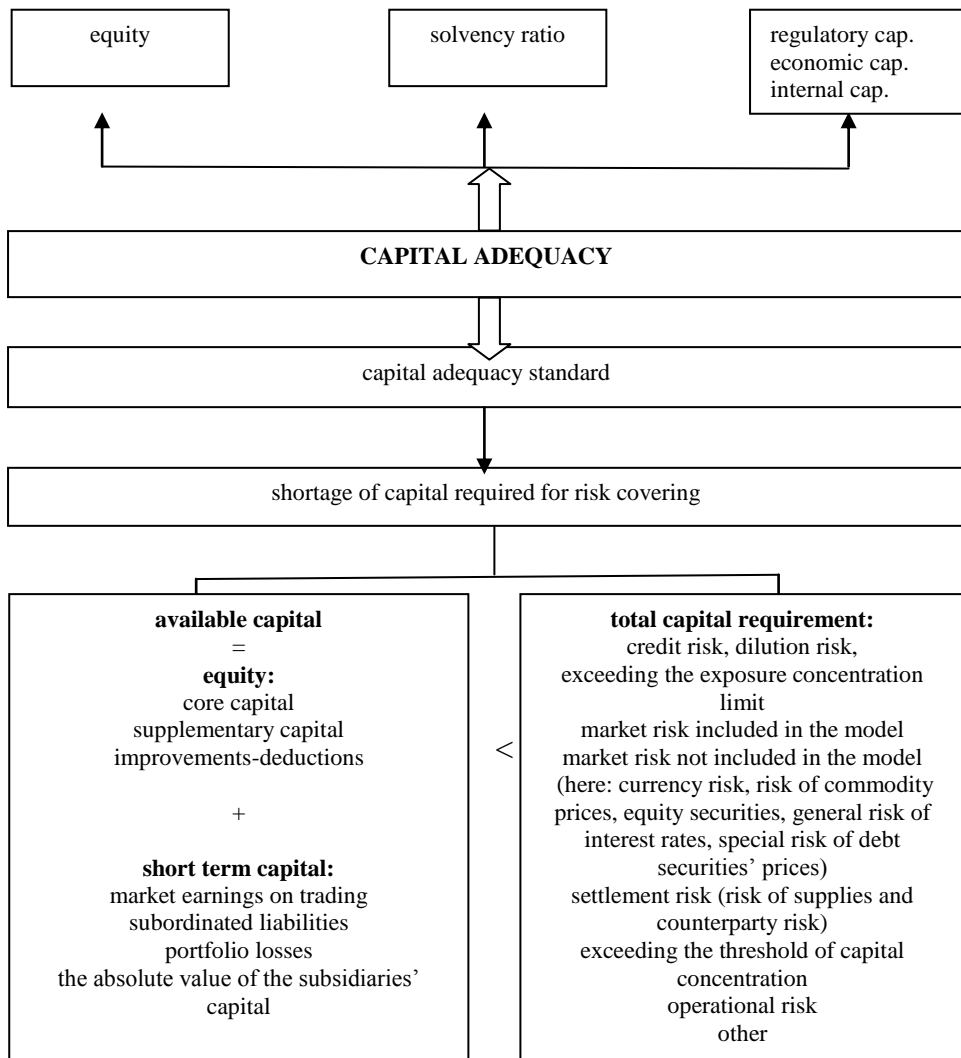 equity
solvency ratio
regulatory cap.
economic cap.
internal cap.
CAPITAL ADEQUACY
capital adequacy standard
shortage of capital required for risk covering
available capital
=
equity:
core capital
supplementary capital
improvements-deductions
+
short term capital:
market earnings on trading
subordinated liabilities
portfolio losses
the absolute value of the subsidiaries’
capital
<
total capital requirement:
credit risk, dilution risk,
exceeding the exposure concentration
limit
market risk included in the model
market risk not included in the model
(here: currency risk, risk of commodity
prices, equity securities, general risk of
interest rates, special risk of debt
securities’ prices)
settlement risk (risk of supplies and
counterparty risk)
exceeding the threshold of capital
concentration
operational risk
other